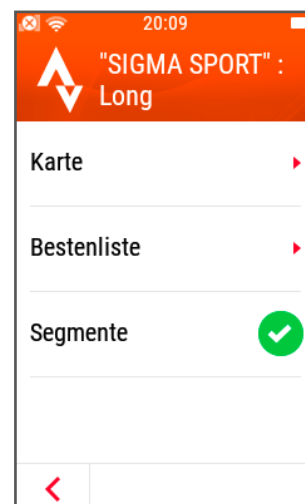 20:09
"SIGMA SPORT" :
Long
Karte
Bestenliste
Segmente